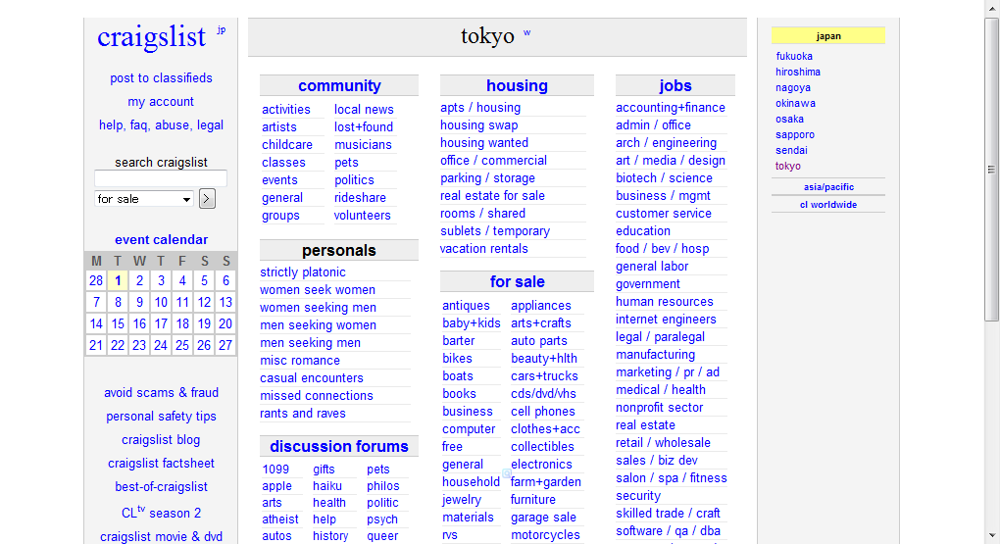 craigslist jp
post to classifieds
my account
help, faq, abuse, legal
search craigslist
for sale >
event calendar
M T W T F S S
28 1 2 3 4 5 6
7 8 9 10 11 12 13
14 15 16 17 18 19 20
21 22 23 24 25 26 27
avoid scams & fraud
personal safety tips
craigslist blog
craigslist factsheet
best-of-craigslist
CL tv season 2
craigslist movie & dvd
tokyo w
community
activities
artists
childcare
classes
events
general
groups
local news
lost+found
musicians
pets
politics
rideshare
volunteers
personals
strictly platonic
women seek women
women seeking men
men seeking women
men seeking men
misc romance
casual encounters
missed connections
rants and raves
discussion forums
1099
apple
arts
atheist
autos
gifts
haiku
health
help
history
pets
philos
politic
psych
queer
housing
apts / housing
housing swap
housing wanted
office / commercial
parking / storage
real estate for sale
rooms / shared
sublets / temporary
vacation rentals
for sale
antiques
baby+kids
barter
bikes
boats
books
business
computer
free
general
household
jewelry
materials
rvs
appliances
arts+crafts
auto parts
beauty+hlth
cars+trucks
cds/dvd/vhs
cell phones
clothes+acc
collectibles
electronics
farm+garden
furniture
garage sale
motorcycles
jobs
accounting+finance
admin / office
arch / engineering
art / media / design
biotech / science
business / mgmt
customer service
education
food / bev / hosp
general labor
government
human resources
internet engineers
legal / paralegal
manufacturing
marketing / pr / ad
medical / health
nonprofit sector
real estate
retail / wholesale
sales / biz dev
salon / spa / fitness
security
skilled trade / craft
software / qa / dba
japan
fukuoka
hiroshima
nagoya
okinawa
osaka
sapporo
sendai
tokyo
asia/pacific
cl worldwide